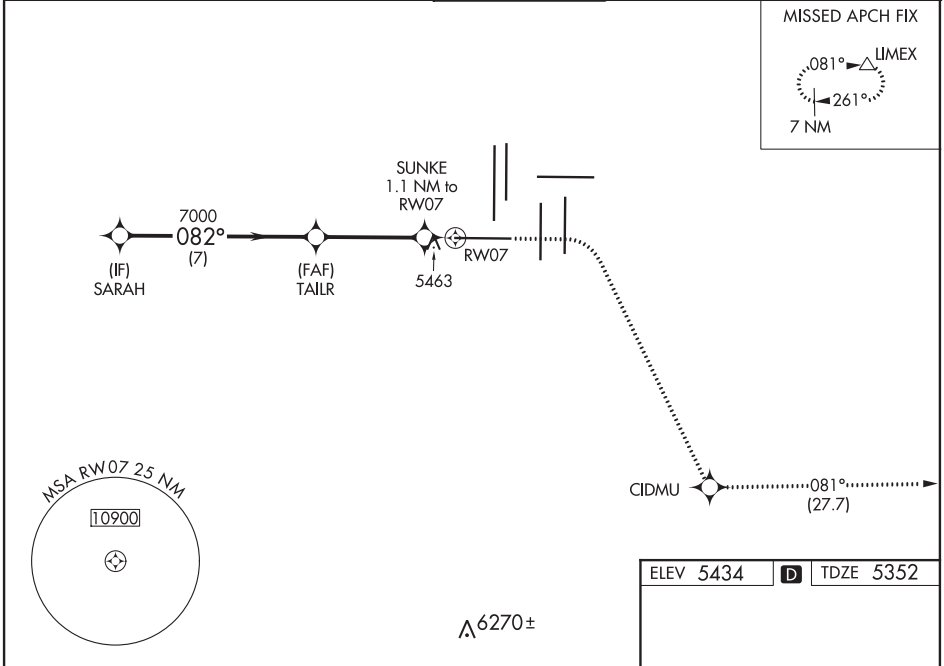 MISSED APCH FIX
LIMEX
081°
261°
7 NM
SUNKE
1.1 NM to
RW07
7000
082°
(7)
(IF)
SARAH
(FAF)
TAILR
5463
RW07
CIDMU
081°
(27.7)
MSA RW07 25 NM
10900
6270±
ELEV 5434
D
TDZE 5352